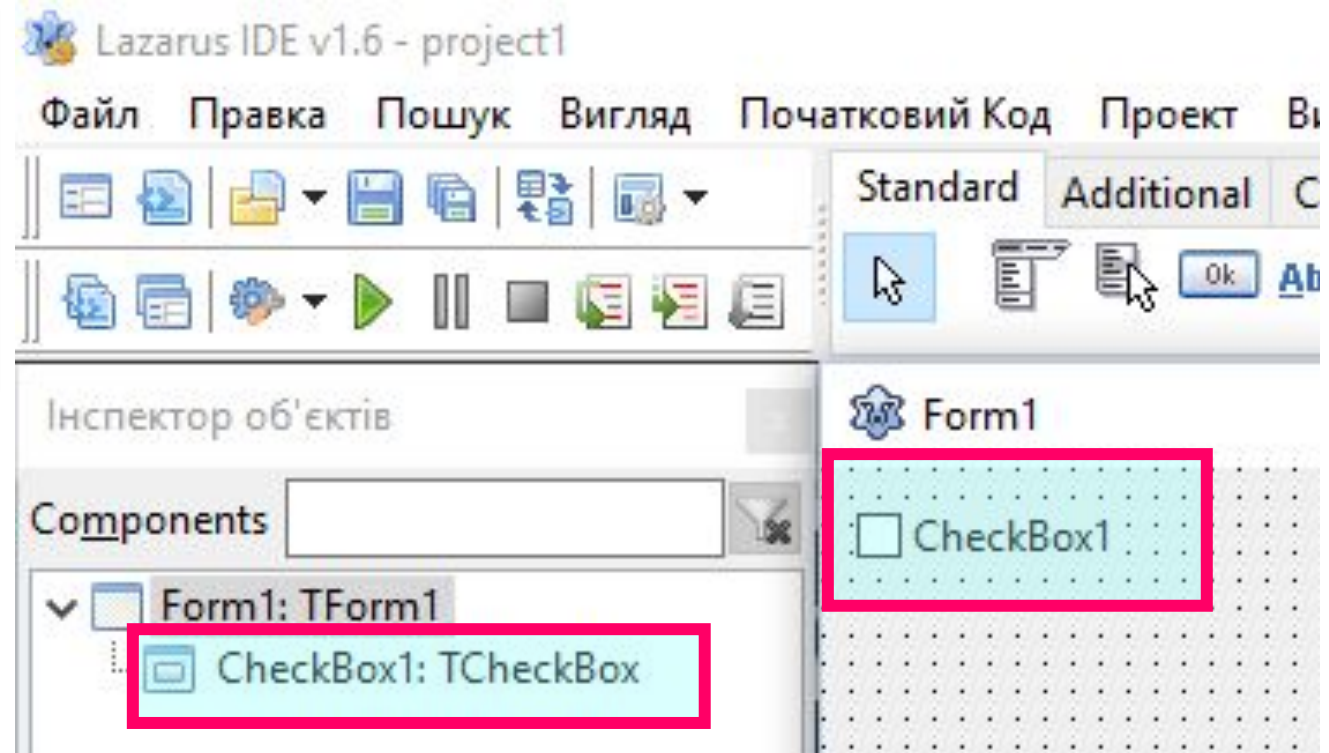 Lazarus IDE v1.6 - project1
Файл Правка Пошук Вигляд Початковий Код Проект
Standard Additional
Ok Ab
Інспектор об'єктів
Form1
Components
CheckBox1
Form1: TForm1
CheckBox1: TCheckBox